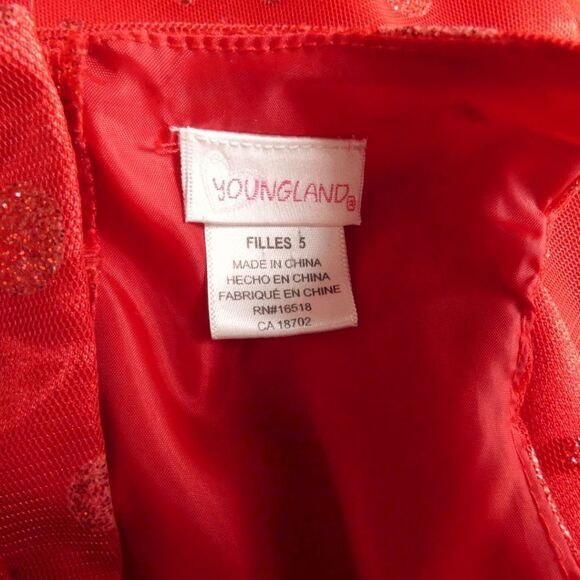 YOUNGLAND®
FILLES 5
MADE IN CHINA
HECHO EN CHINA
FABRIQUÉ EN CHINE
RN#16518
CA 18702